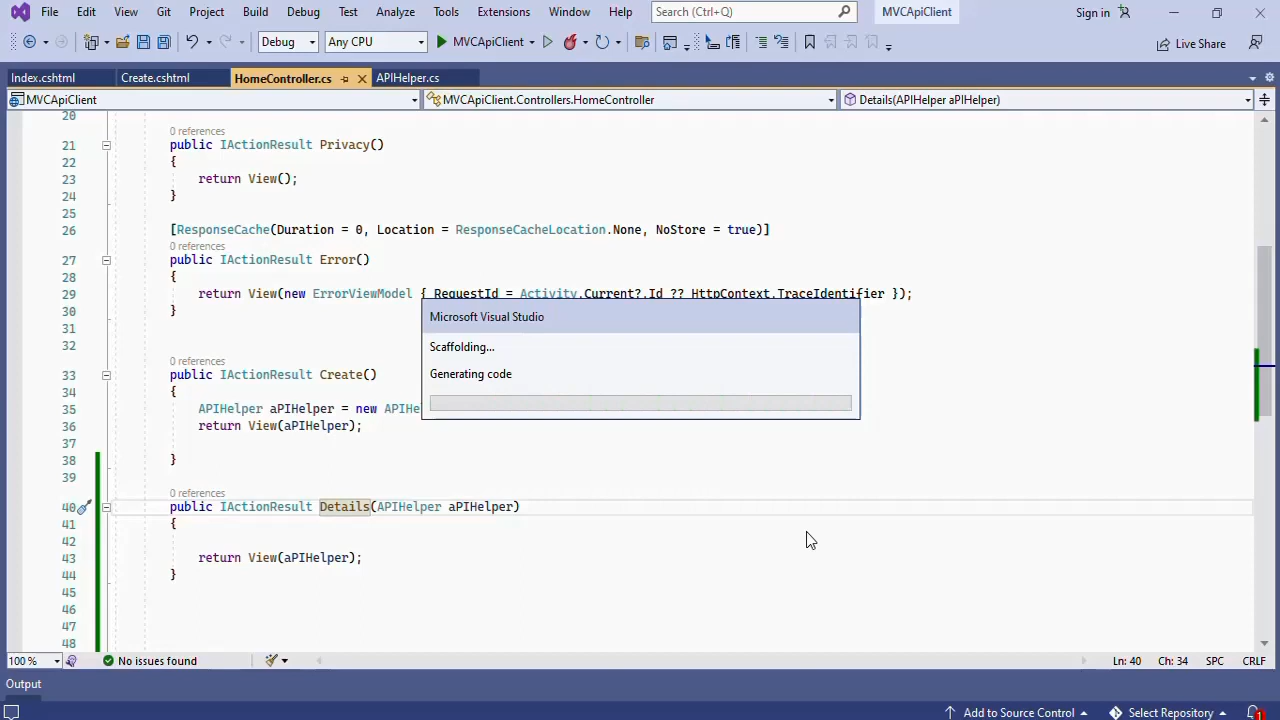 File Edit View Git Project Build Debug Test Analyze Tools Extensions Window Help Search (Ctrl+Q) MVCApiClient Sign in
Debug Any CPU MVCApiClient Live Share
Index.cshtml Create.cshtml HomeController.cs APIHelper.cs
MVCApiClient MVCApiClient.Controllers.HomeController Details(APIHelper aPIHelper)
20
0 references
21 public IActionResult Privacy()
22 {
23 return View();
24 }
25
26 [ResponseCache(Duration = 0, Location = ResponseCacheLocation.None, NoStore = true)]
0 references
27 public IActionResult Error()
28 {
29 return View(new ErrorViewModel { RequestId = Activity.Current?.Id ?? HttpContext.TraceIdentifier });
30 }
31
32
0 references
33 public IActionResult Create()
34 {
35 APIHelper aPIHelper = new APIHe
36 return View(aPIHelper);
37
38 }
39
0 references
40 public IActionResult Details(APIHelper aPIHelper)
41 {
42
43 return View(aPIHelper);
44 }
45
46
47
48
Microsoft Visual Studio
Scaffolding...
Generating code
100 % No issues found Ln: 40 Ch: 34 SPC CRLF
Output
Add to Source Control Select Repository 1